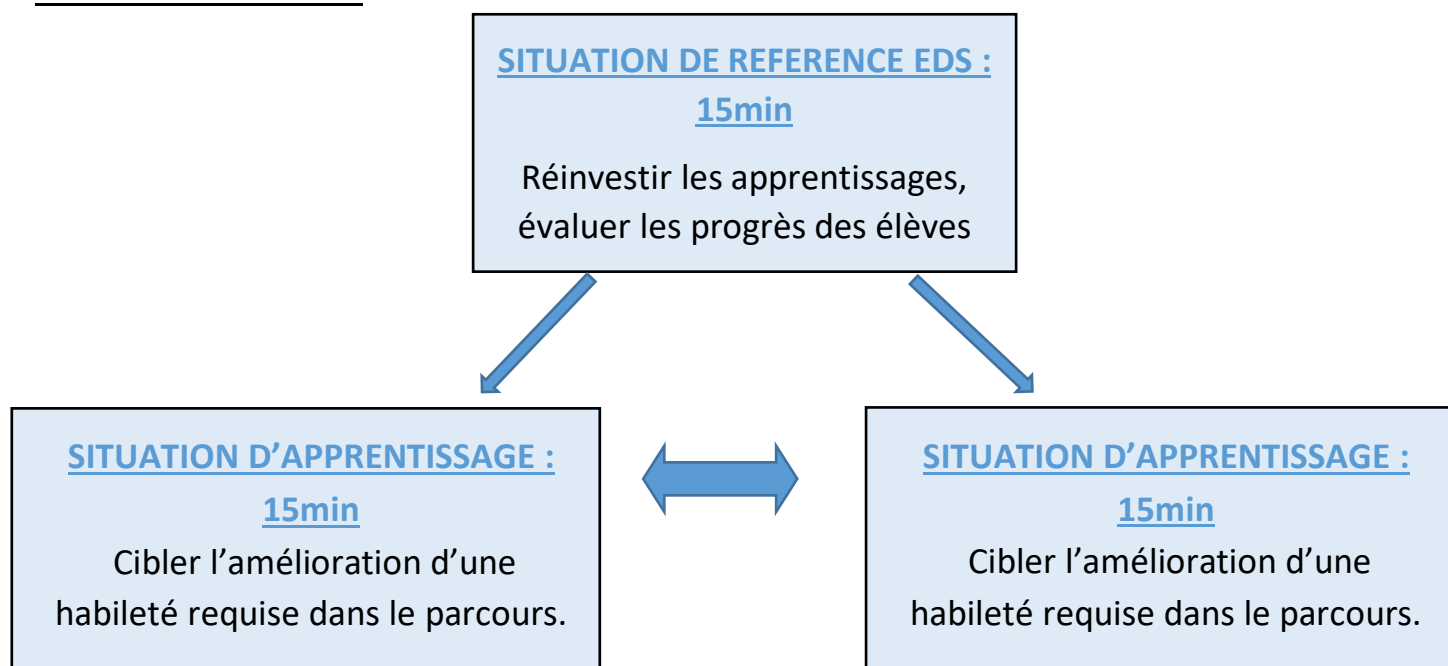 SITUATION DE REFERENCE EDS :
15min
Réinvestir les apprentissages,
évaluer les progrès des élèves
SITUATION D’APPRENTISSAGE :
15min
Cibler l’amélioration d’une
habileté requise dans le parcours.
SITUATION D’APPRENTISSAGE :
15min
Cibler l’amélioration d’une
habileté requise dans le parcours.